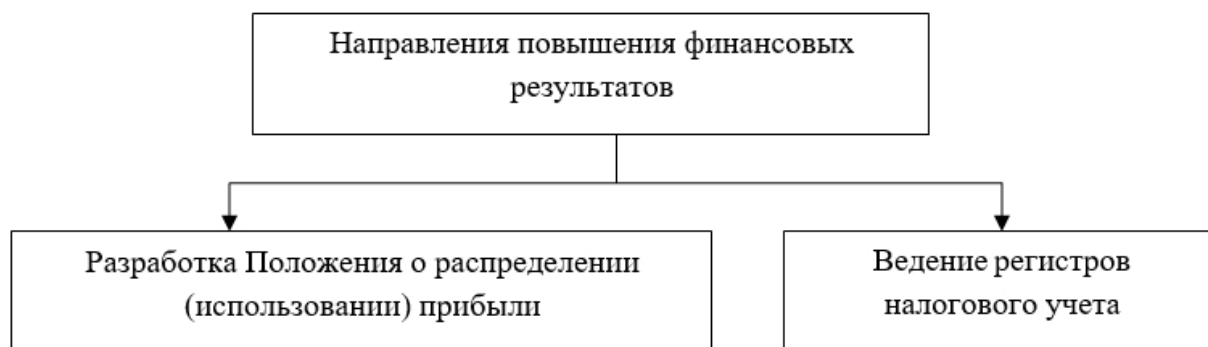 Направления повышения финансовых
результатов
Разработка Положения о распределении
(использовании) прибыли
Ведение регистров
налогового учета